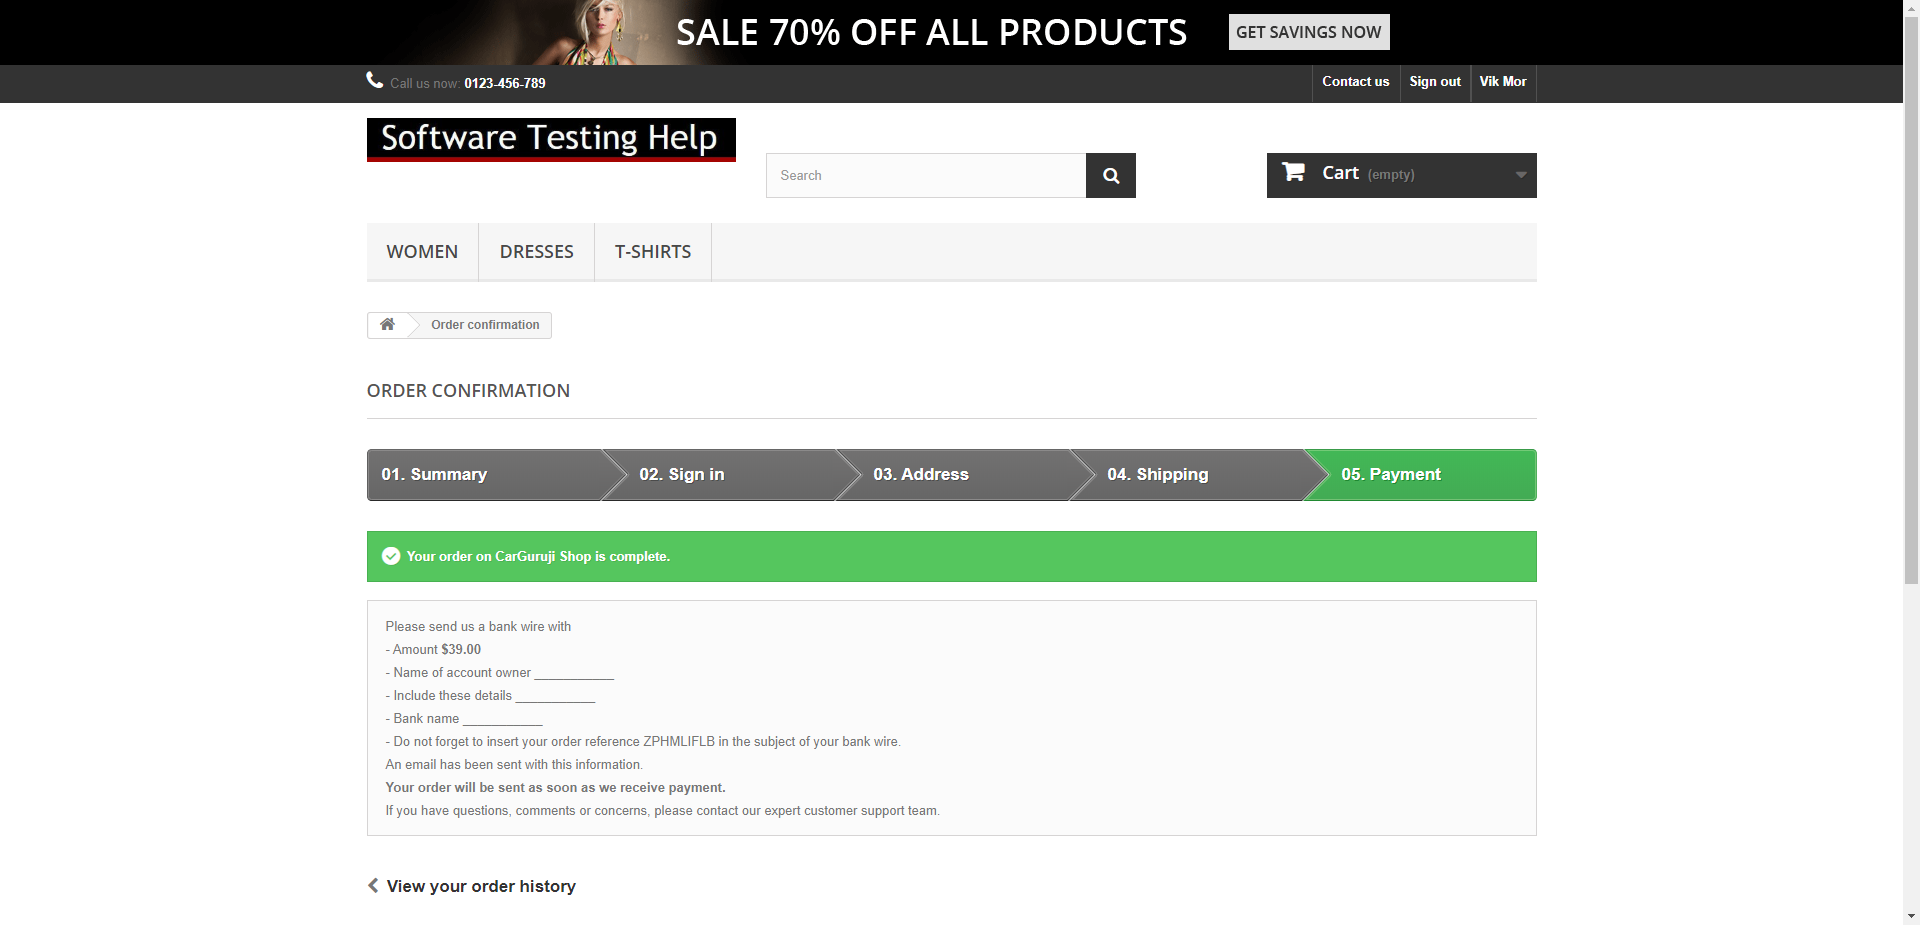 SALE 70% OFF ALL PRODUCTS GET SAVINGS NOW
Call us now: 0123-456-789 Contact us Sign out Vik Mor
Software Testing Help
Search Cart (empty)
WOMEN DRESSES T-SHIRTS
Order confirmation
ORDER CONFIRMATION
01. Summary 02. Sign in 03. Address 04. Shipping 05. Payment
Your order on CarGuruji Shop is complete.
Please send us a bank wire with
- Amount $39.00
- Name of account owner ___________
- Include these details ___________
- Bank name ___________
- Do not forget to insert your order reference ZPHMLIFLB in the subject of your bank wire.
An email has been sent with this information.
Your order will be sent as soon as we receive payment.
If you have questions, comments or concerns, please contact our expert customer support team.
View your order history